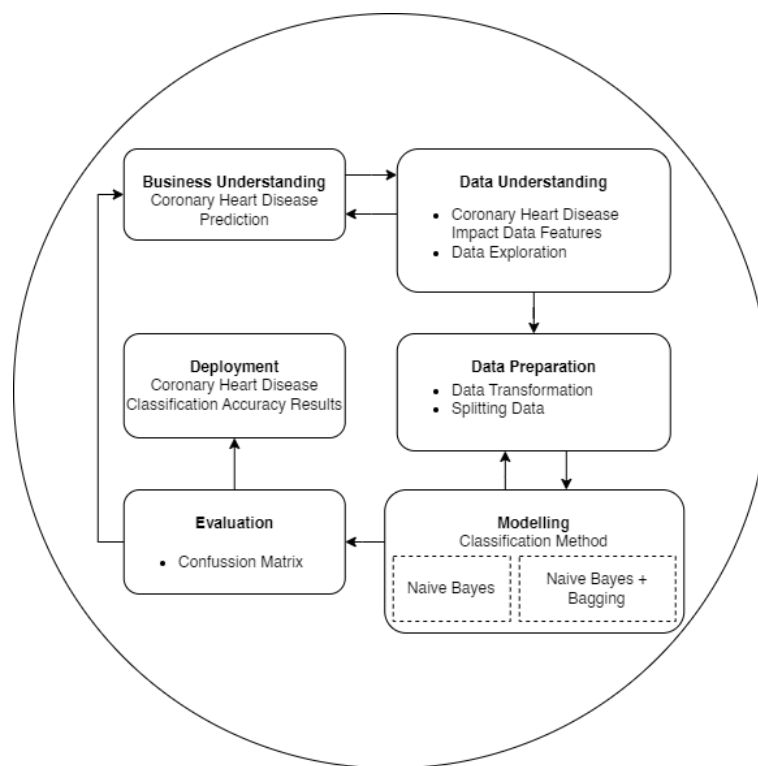 Business Understanding
Coronary Heart Disease
Prediction
Data Understanding
• Coronary Heart Disease
Impact Data Features
• Data Exploration
Deployment
Coronary Heart Disease
Classification Accuracy Results
Data Preparation
• Data Transformation
• Splitting Data
Evaluation
• Confussion Matrix
Modelling
Classification Method
Naive Bayes
Naive Bayes +
Bagging